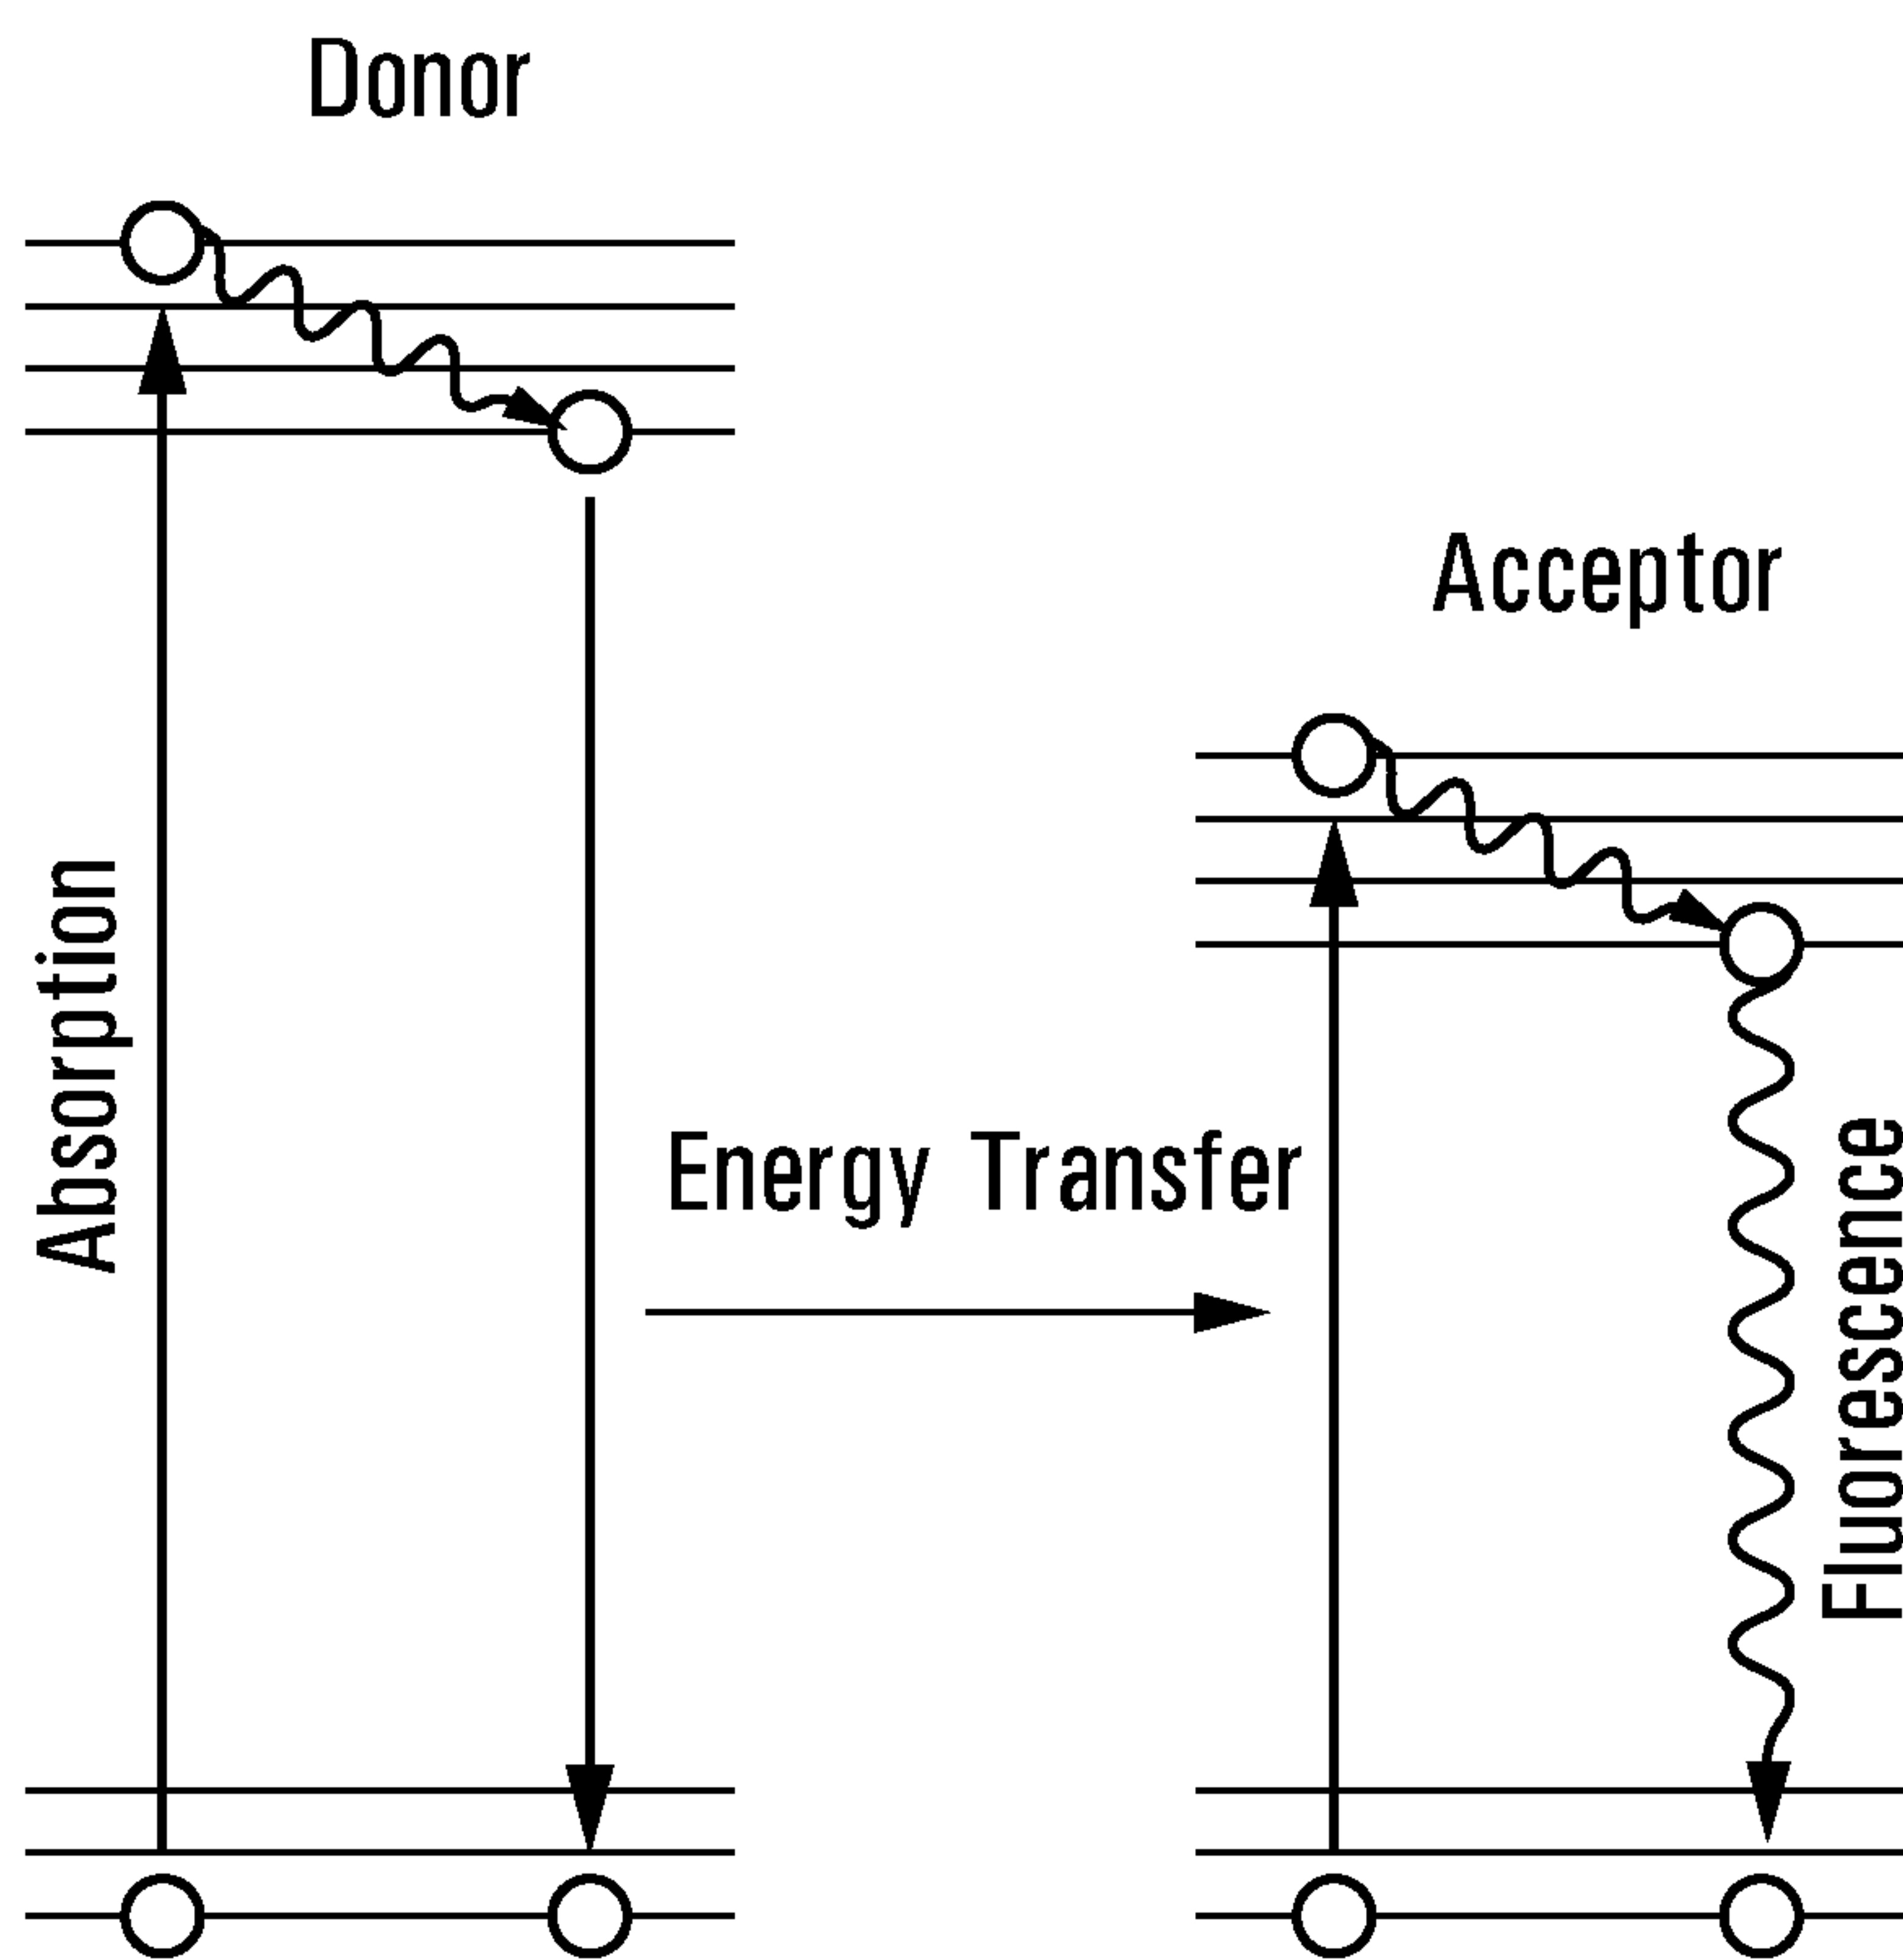 Donor
Acceptor
Absorption
Energy Transfer
Fluorescence